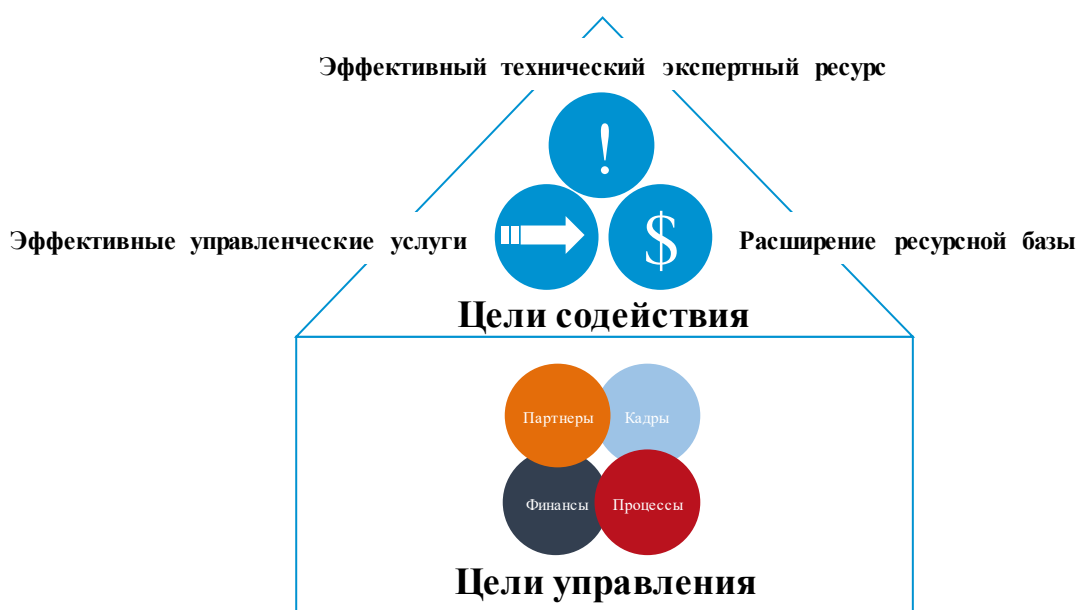 Эффективный технический экспертный ресурс
!
Эффективные управленческие услуги
$
Расширение ресурсной базы
Цели содействия
Партнеры
Кадры
Финансы
Процессы
Цели управления